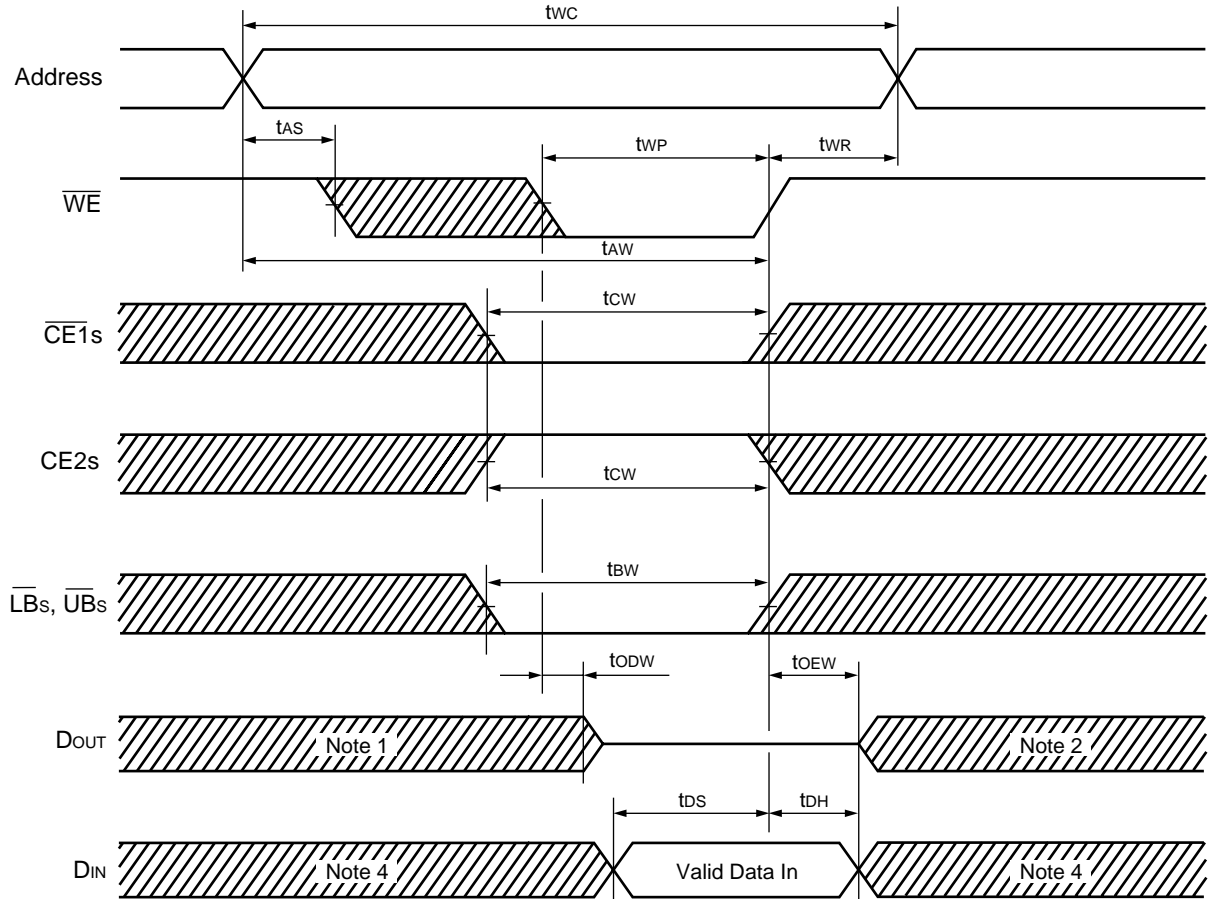 tWC
Address
tAS
tWP
tWR
WE
tAW
tCW
CE1s
CE2s
tCW
tBW
LBs, UBs
tODW
tOEW
DOUT
Note 1
Note 2
tDS
tDH
DIN
Note 4
Valid Data In
Note 4